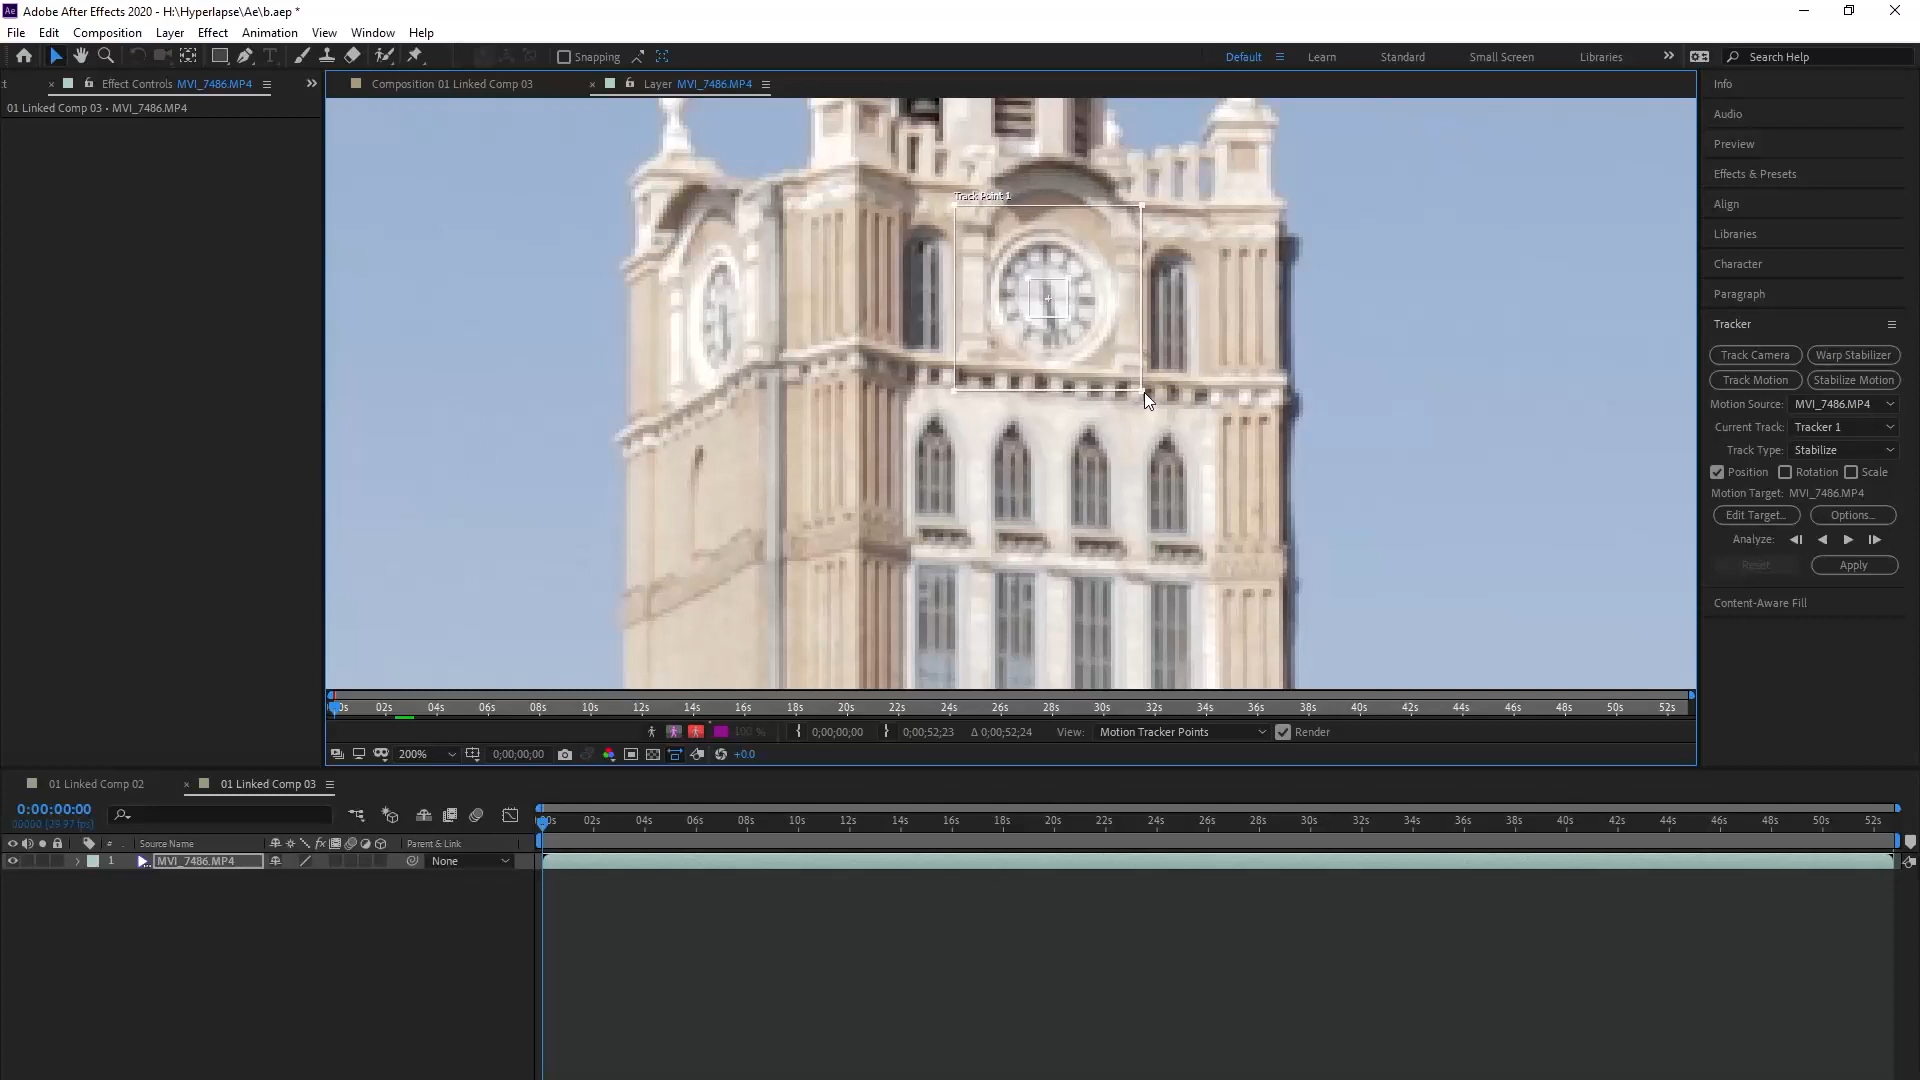 Ae Adobe After Effects 2020 - H:\Hyperlapse\Ae\b.aep *
File Edit Composition Layer Effect Animation View Window Help
Snapping
Default Learn Standard Small Screen Libraries Search Help
Effect Controls MVI_7486.MP4
01 Linked Comp 03 • MVI_7486.MP4
Composition 01 Linked Comp 03
Layer MVI_7486.MP4
Track Point 1
Info
Audio
Preview
Effects & Presets
Align
Libraries
Character
Paragraph
Tracker
Track Camera Warp Stabilizer
Track Motion Stabilize Motion
Motion Source: MVI_7486.MP4
Current Track: Tracker 1
Track Type: Stabilize
Position Rotation Scale
Motion Target: MVI_7486.MP4
Edit Target... Options...
Analyze:
Reset Apply
Content-Aware Fill
02s 04s 06s 08s 10s 12s 14s 16s 18s 20s 22s 24s 26s 28s 30s 32s 34s 36s 38s 40s 42s 44s 46s 48s 50s 52s
100 % 0;00;00;00 0;00;52;23 Δ 0;00;52;24 View: Motion Tracker Points Render
200% 0;00;00;00 +0.0
01 Linked Comp 02 01 Linked Comp 03
0:00:00:00
00000 (29.97 fps)
02s 04s 06s 08s 10s 12s 14s 16s 18s 20s 22s 24s 26s 28s 30s 32s 34s 36s 38s 40s 42s 44s 46s 48s 50s 52s
# Source Name fx Parent & Link
1 MVI_7486.MP4 None